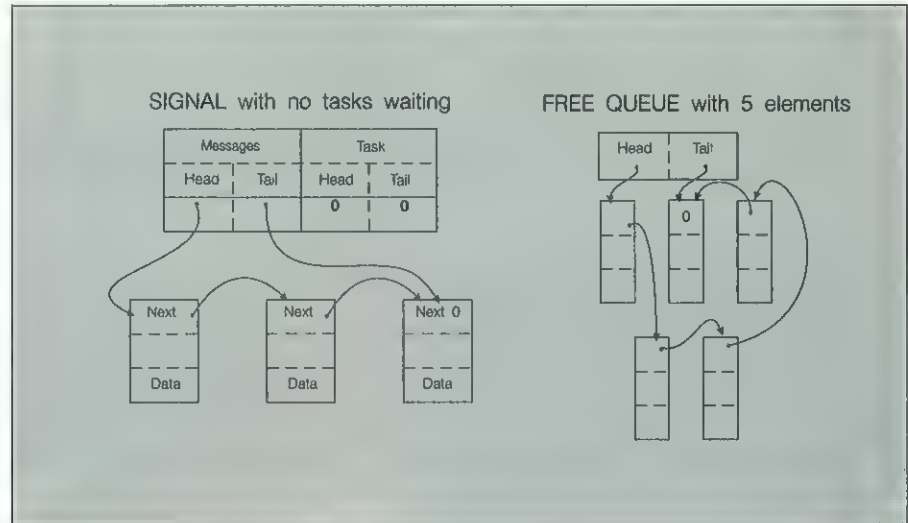 SIGNAL with no tasks waiting
Messages Task
Head Tail Head Tail
0 0
Next Next Next 0
Data Data Data
FREE QUEUE with 5 elements
Head Tail
0